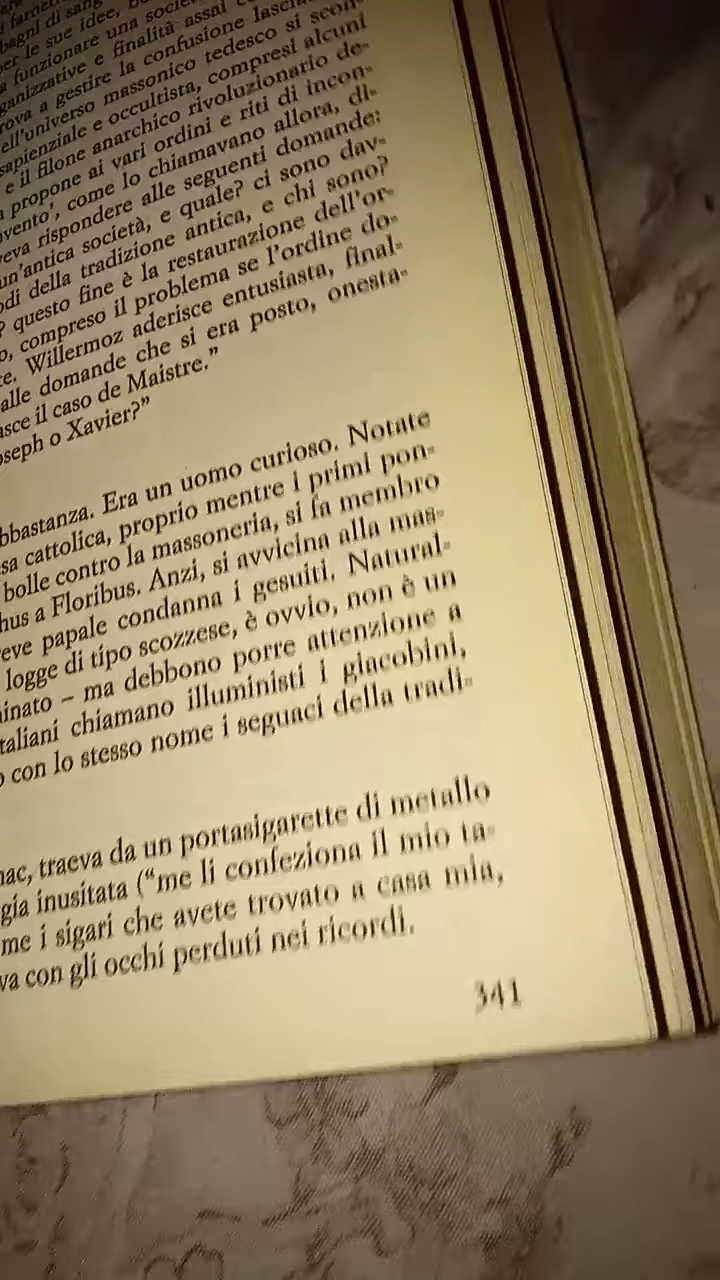 bagni di sang
per le sue idee,
a funzionare una socie
ganizzative e finalità assai
rova a gestire la confusione lascia
ell'universo massonico tedesco si scon-
sapienziale e occultista, compresi alcuni
e il filone anarchico rivoluzionario de-
a propone ai vari ordini e riti di incon-
vento', come lo chiamavano allora, di-
eva rispondere alle seguenti domande:
un'antica società, e quale? ci sono dav-
odi della tradizione antica, e chi sono?
? questo fine è la restaurazione dell'or-
o, compreso il problema se l'ordine do-
te. Willermoz aderisce entusiasta, final-
alle domande che si era posto, onesta-
asce il caso de Maistre.”
oseph o Xavier?”
bbastanza. Era un uomo curioso. Notate
sa cattolica, proprio mentre i primi pon-
bolle contro la massoneria, si fa membro
hus a Floribus. Anzi, si avvicina alla mas-
eve papale condanna i gesuiti. Natural-
logge di tipo scozzese, è ovvio, non è un
inato – ma debbono porre attenzione a
taliani chiamano illuministi i giacobini,
o con lo stesso nome i seguaci della tradi-
nac, traeva da un portasigarette di metallo
gia inusitata (“me li confeziona il mio ta-
me i sigari che avete trovato a casa mia,
va con gli occhi perduti nei ricordi.
341